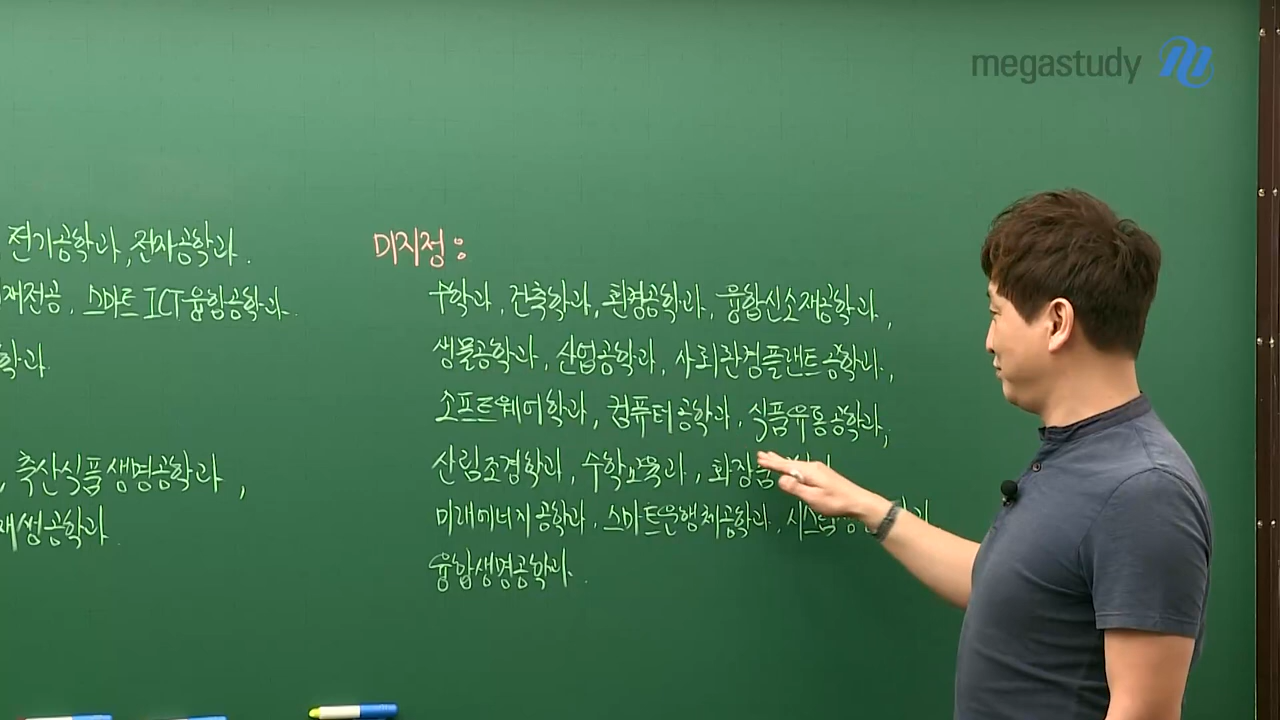 megastudy
전기공학과, 전자공학과.
재전공, 스마트 ICT융합공학과.
학과
, 축산식품생명공학과,
재생공학과
미지정:
수학과, 건축학과, 환경공학과, 융합신소재공학과,
생물공학과, 산업공학과, 사회환경플랜트공학과,
소프트웨어학과, 컴퓨터공학과, 식품유통공학과,
산림조경학과, 수학교육과, 화장품
미래에너지공학과, 스마트운행체공학과,
융합생명공학과.